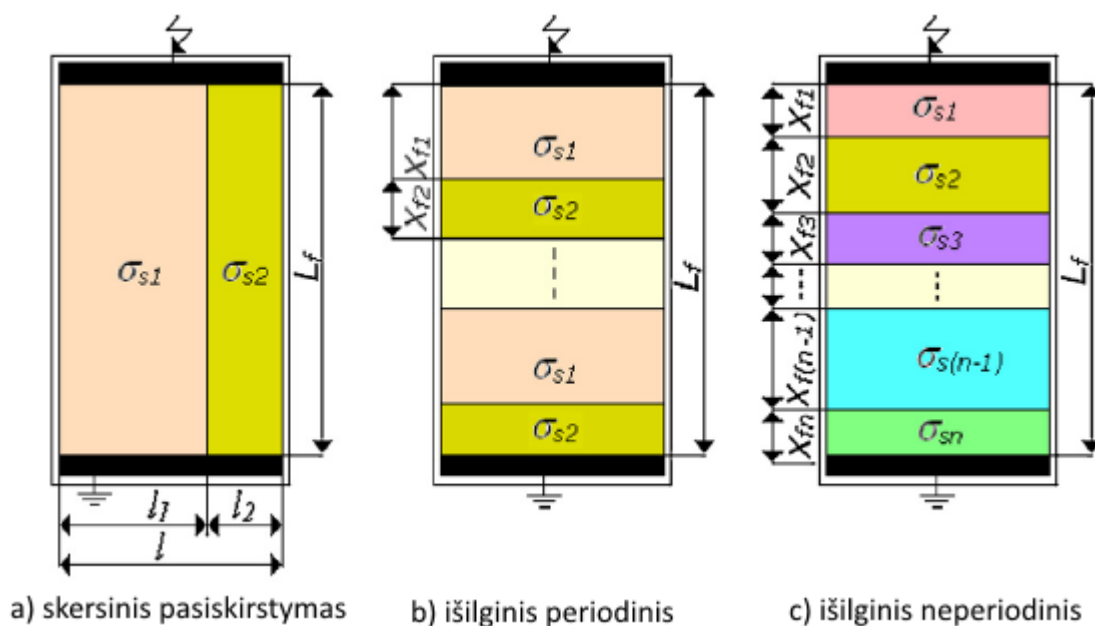 σs1
σs2
Lf
l1
l2
l
a) skersinis pasiskirstymas
Xf1
Xf2
σs1
σs2
σs1
σs2
Lf
b) išilginis periodinis
Xf1
Xf2
Xf3
Xf(n-1)
Xfn
σs1
σs2
σs3
σs(n-1)
σsn
Lf
c) išilginis neperiodinis